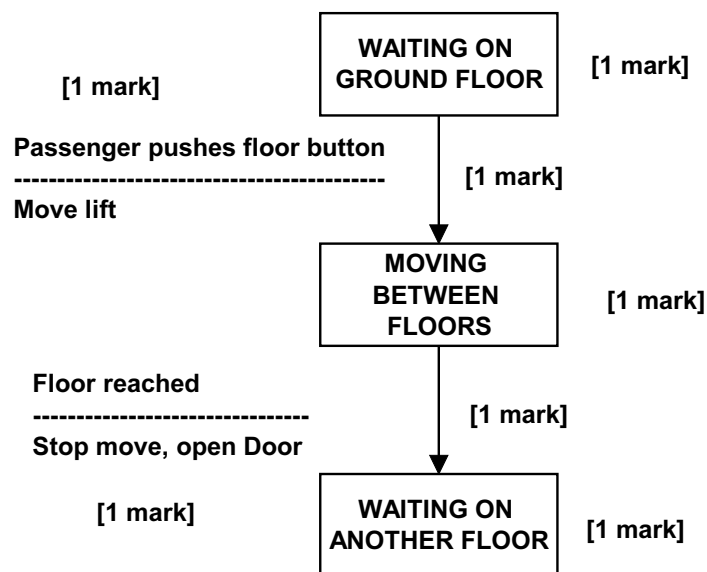 WAITING ON
GROUND FLOOR
[1 mark]
[1 mark]
Passenger pushes floor button
-------------------------------------------
Move lift
[1 mark]
MOVING
BETWEEN
FLOORS
[1 mark]
Floor reached
--------------------------------
Stop move, open Door
[1 mark]
[1 mark]
WAITING ON
ANOTHER FLOOR
[1 mark]